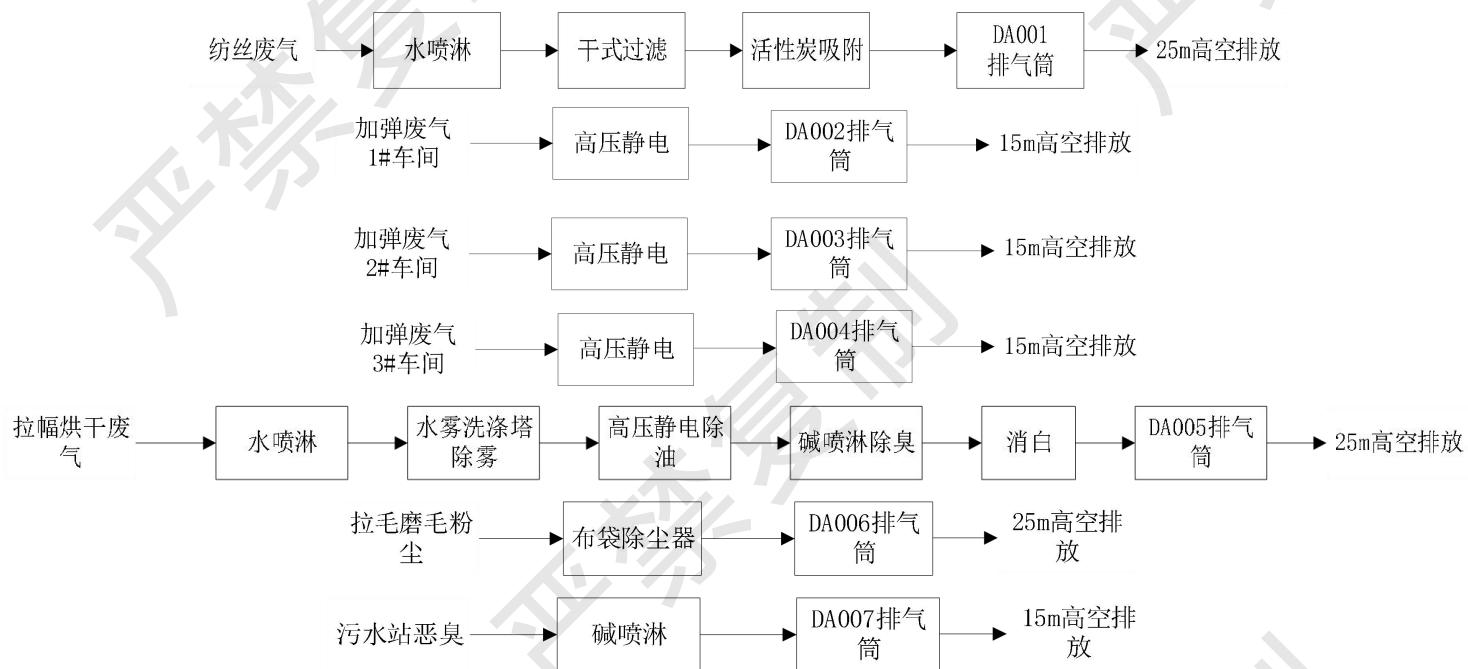 纺丝废气
水喷淋
干式过滤
活性炭吸附
DA001
排气筒
25m高空排放
加弹废气
1#车间
高压静电
DA002排气
筒
15m高空排放
加弹废气
2#车间
高压静电
DA003排气
筒
15m高空排放
加弹废气
3#车间
高压静电
DA004排气
筒
15m高空排放
拉幅烘干废
气
水喷淋
水雾洗涤塔
除雾
高压静电除
油
碱喷淋除臭
消白
DA005排气
筒
25m高空排放
拉毛磨毛粉
尘
布袋除尘器
DA006排气
筒
25m高空排
放
污水站恶臭
碱喷淋
DA007排气
筒
15m高空排
放
严禁复制
严禁复制